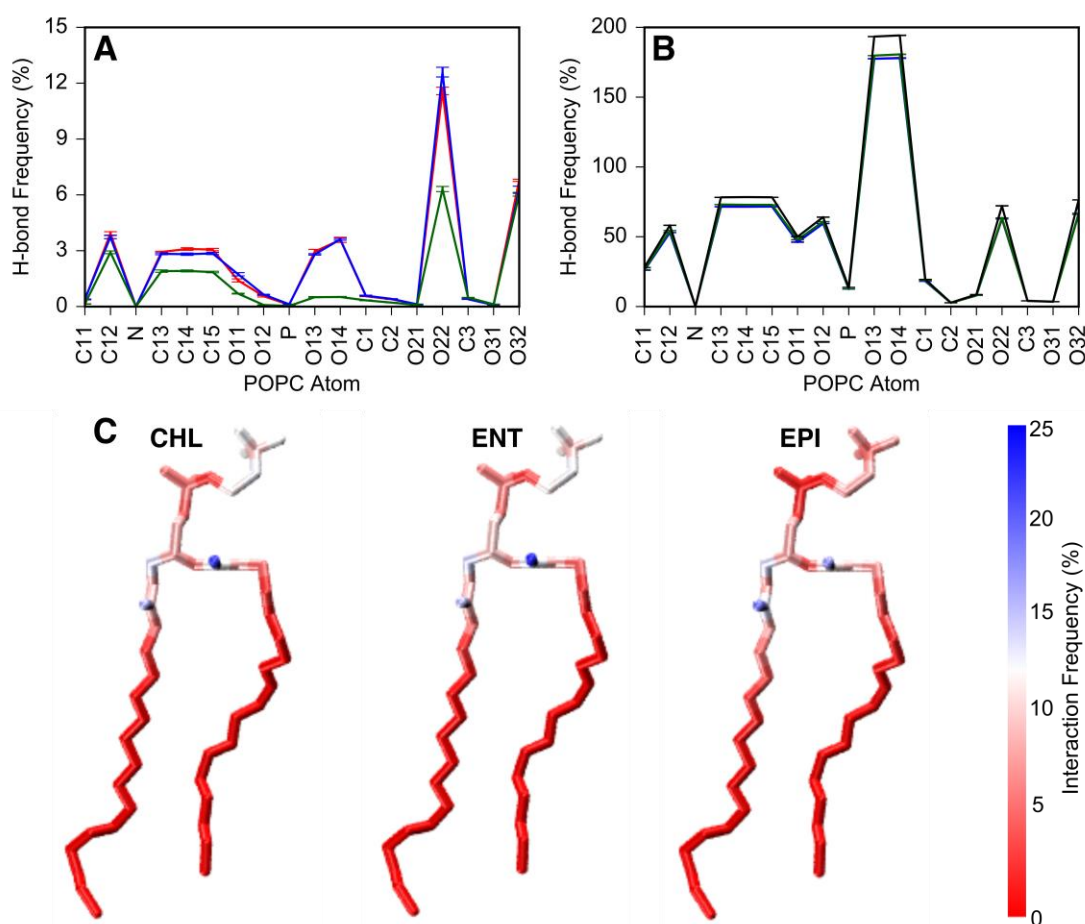 A
H-bond Frequency (%)
15
12
9
6
3
0
C11 C12 N C13 C14 C15 O11 O12 P O13 O14 C1 C2 O21 O22 C3 O31 O32
POPC Atom
B
H-bond Frequency (%)
200
150
100
50
0
C11 C12 N C13 C14 C15 O11 O12 P O13 O14 C1 C2 O21 O22 C3 O31 O32
POPC Atom
C
CHL
ENT
EPI
25
20
15
10
5
0
Interaction Frequency (%)